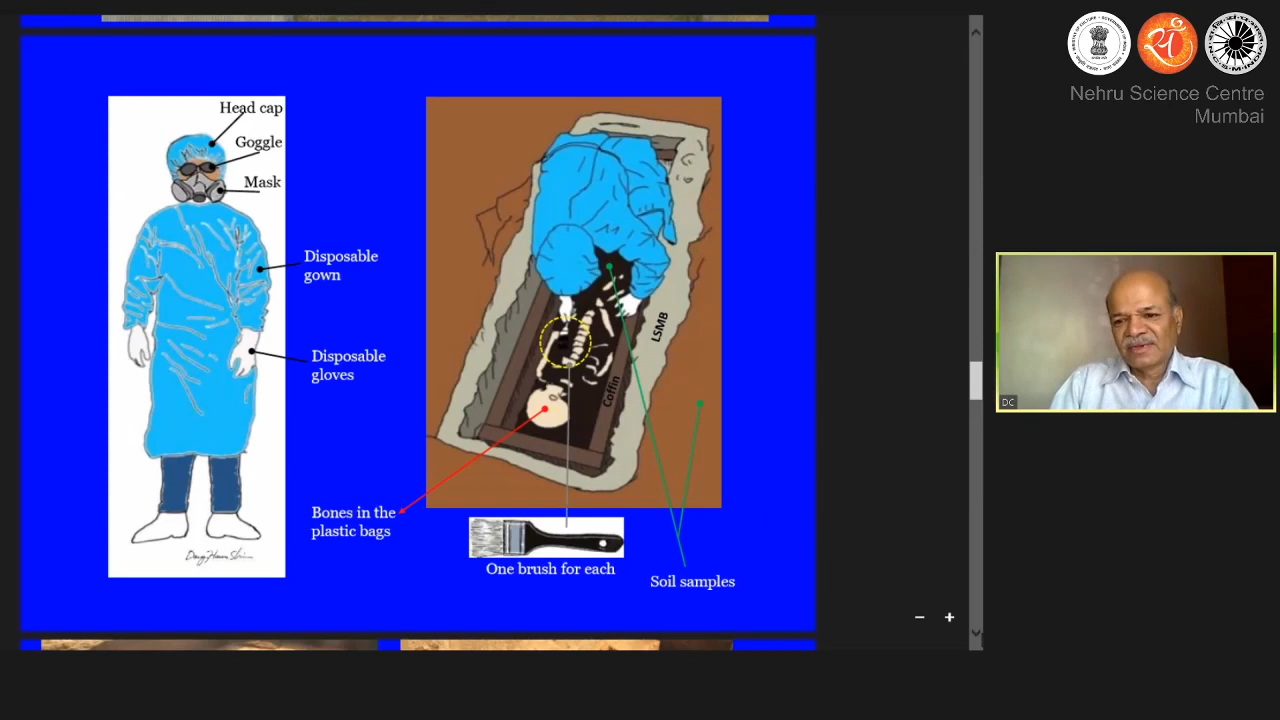 Head cap
Goggle
Mask
Disposable
gown
Disposable
gloves
Bones in the
plastic bags
LSMB
Coffin
One brush for each
Soil samples
Nehru Science Centre
Mumbai
DC